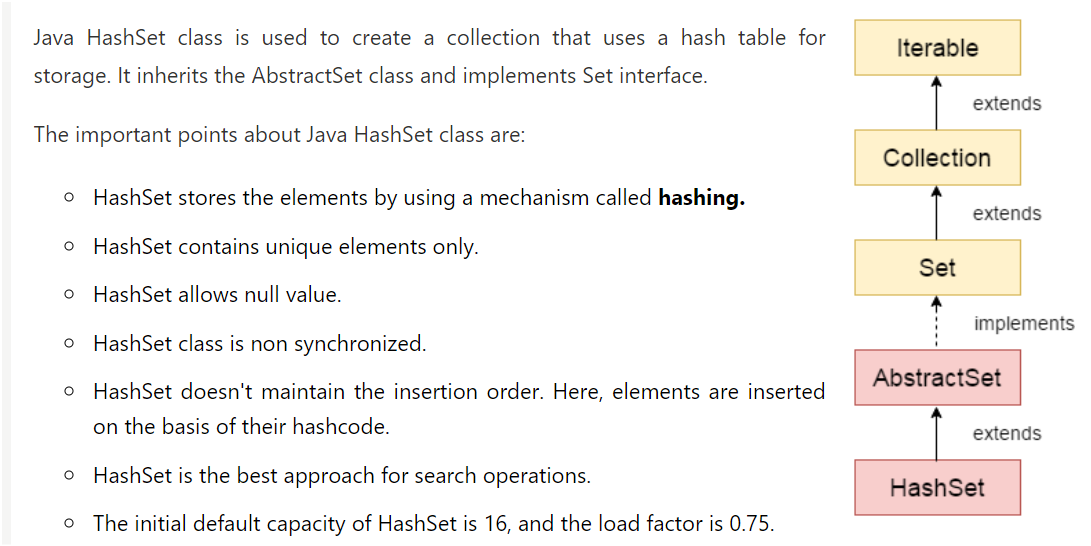 Java HashSet class is used to create a collection that uses a hash table for
storage. It inherits the AbstractSet class and implements Set interface.
The important points about Java HashSet class are:
HashSet stores the elements by using a mechanism called hashing.
HashSet contains unique elements only.
HashSet allows null value.
HashSet class is non synchronized.
HashSet doesn't maintain the insertion order. Here, elements are inserted
on the basis of their hashcode.
HashSet is the best approach for search operations.
The initial default capacity of HashSet is 16, and the load factor is 0.75.
Iterable
extends
Collection
extends
Set
implements
AbstractSet
extends
HashSet